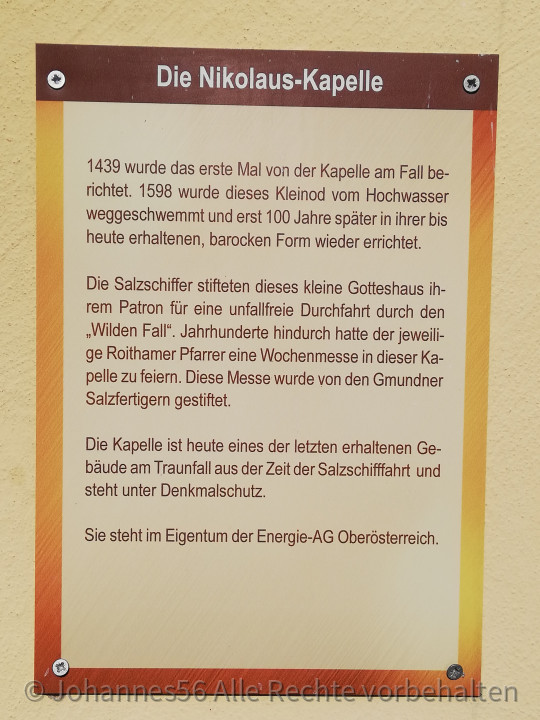 Die Nikolaus-Kapelle
1439 wurde das erste Mal von der Kapelle am Fall be-
richtet. 1598 wurde dieses Kleinod vom Hochwasser
weggeschwemmt und erst 100 Jahre später in ihrer bis
heute erhaltenen, barocken Form wieder errichtet.
Die Salzschiffer stifteten dieses kleine Gotteshaus ih-
rem Patron für eine unfallfreie Durchfahrt durch den
„Wilden Fall“. Jahrhunderte hindurch hatte der jeweili-
ge Roithamer Pfarrer eine Wochenmesse in dieser Ka-
pelle zu feiern. Diese Messe wurde von den Gmundner
Salzfertigern gestiftet.
Die Kapelle ist heute eines der letzten erhaltenen Ge-
bäude am Traunfall aus der Zeit der Salzschifffahrt und
steht unter Denkmalschutz.
Sie steht im Eigentum der Energie-AG Oberösterreich.
© Johannes56 Alle Rechte vorbehalten